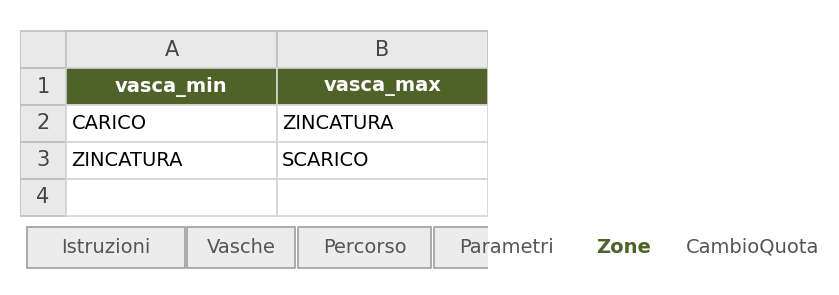 A B
1 vasca_min vasca_max
2 CARICO ZINCATURA
3 ZINCATURA SCARICO
4
Istruzioni Vasche Percorso Parametri Zone CambioQuota